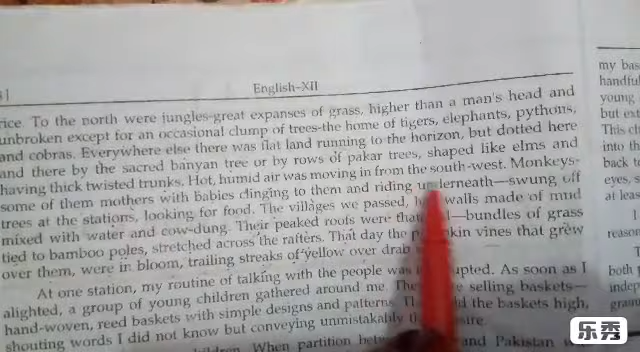 English-XII
rice. To the north were jungles-great expanses of grass, higher than a man's head and
unbroken except for an occasional clump of trees-the home of tigers, elephants, pythons,
and cobras. Everywhere else there was flat land running to the horizon, but dotted here
and there by the sacred banyan tree or by rows of pakar trees, shaped like elms and
having thick twisted trunks. Hot, humid air was moving in from the south-west. Monkeys-
some of them mothers with babies clinging to them and riding underneath—swung off
trees at the stations, looking for food. The villages we passed, walls made of mud
mixed with water and cow-dung. Their peaked roofs were —bundles of grass
tied to bamboo poles, stretched across the rafters. That day the vines that grew
over them, were in bloom, trailing streaks of yellow over drab
At one station, my routine of talking with the people was As soon as I
alighted, a group of young children gathered around me. selling baskets—
hand-woven, reed baskets with simple designs and patterns. the baskets high,
shouting words I did not know but conveying unmistakably
When partition and Pakistan
my
young
but
into the
back
eyes,
at least
reason
both
乐秀